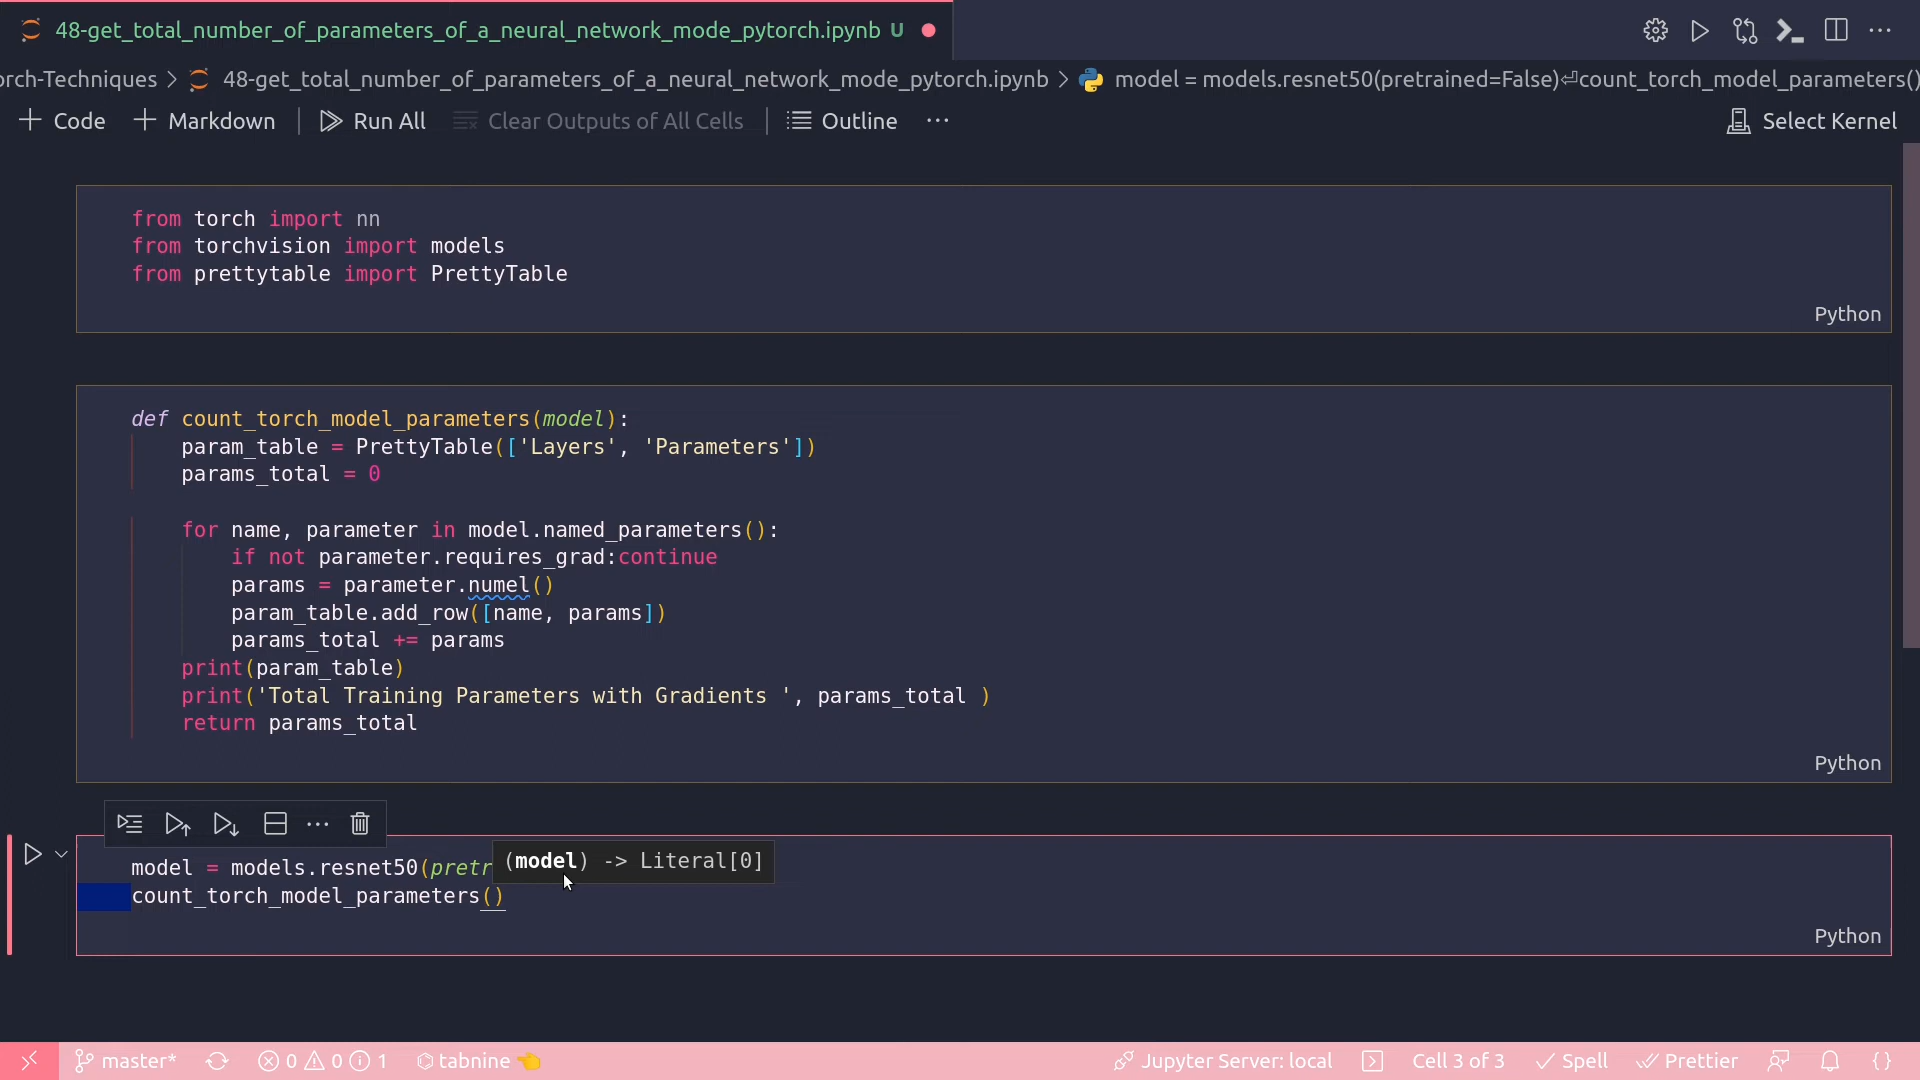 48-get_total_number_of_parameters_of_a_neural_network_mode_pytorch.ipynb U
orch-Techniques > 48-get_total_number_of_parameters_of_a_neural_network_mode_pytorch.ipynb > model = models.resnet50(pretrained=False)⏎count_torch_model_parameters()
+ Code + Markdown Run All Clear Outputs of All Cells Outline ··· Select Kernel
from torch import nn
from torchvision import models
from prettytable import PrettyTable
Python
def count_torch_model_parameters(model):
param_table = PrettyTable(['Layers', 'Parameters'])
params_total = 0
for name, parameter in model.named_parameters():
if not parameter.requires_grad:continue
params = parameter.numel()
param_table.add_row([name, params])
params_total += params
print(param_table)
print('Total Training Parameters with Gradients ', params_total )
return params_total
Python
(model) -> Literal[0]
model = models.resnet50(pretr
count_torch_model_parameters()
Python
master* 0 0 1 tabnine 👈 Jupyter Server: local Cell 3 of 3 Spell Prettier {}